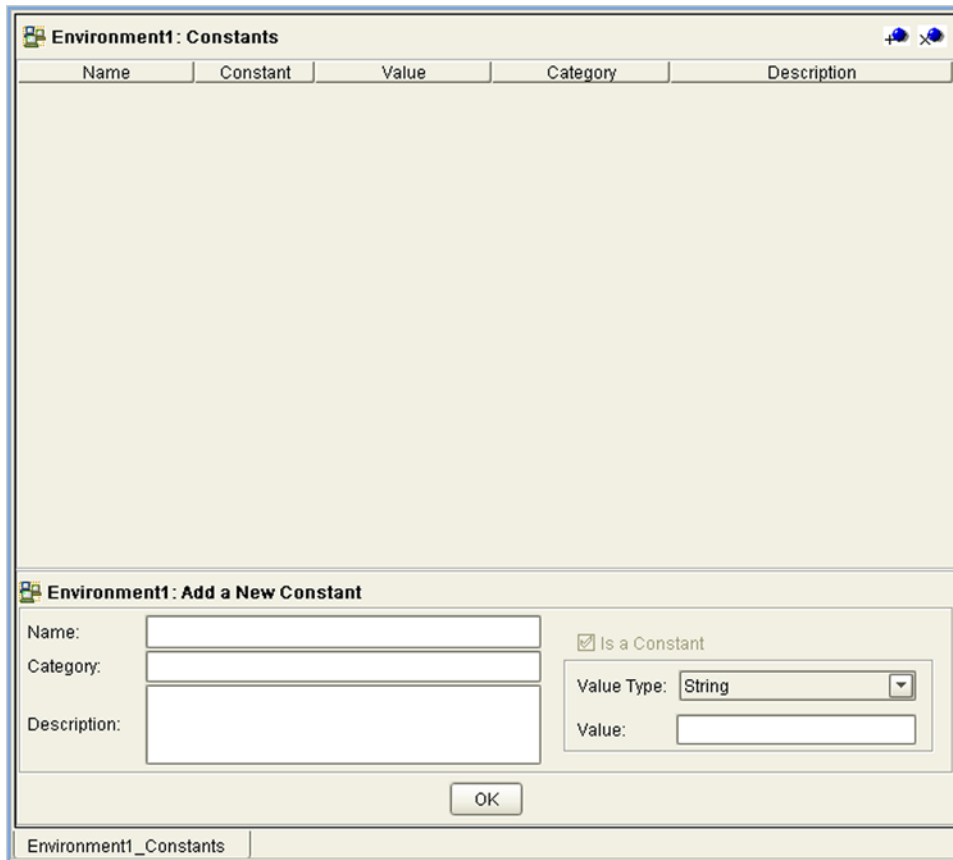 Environment1: Constants
Name Constant Value Category Description
Environment1: Add a New Constant
Name:
Is a Constant
Category:
Value Type: String
Description:
Value:
OK
Environment1_Constants